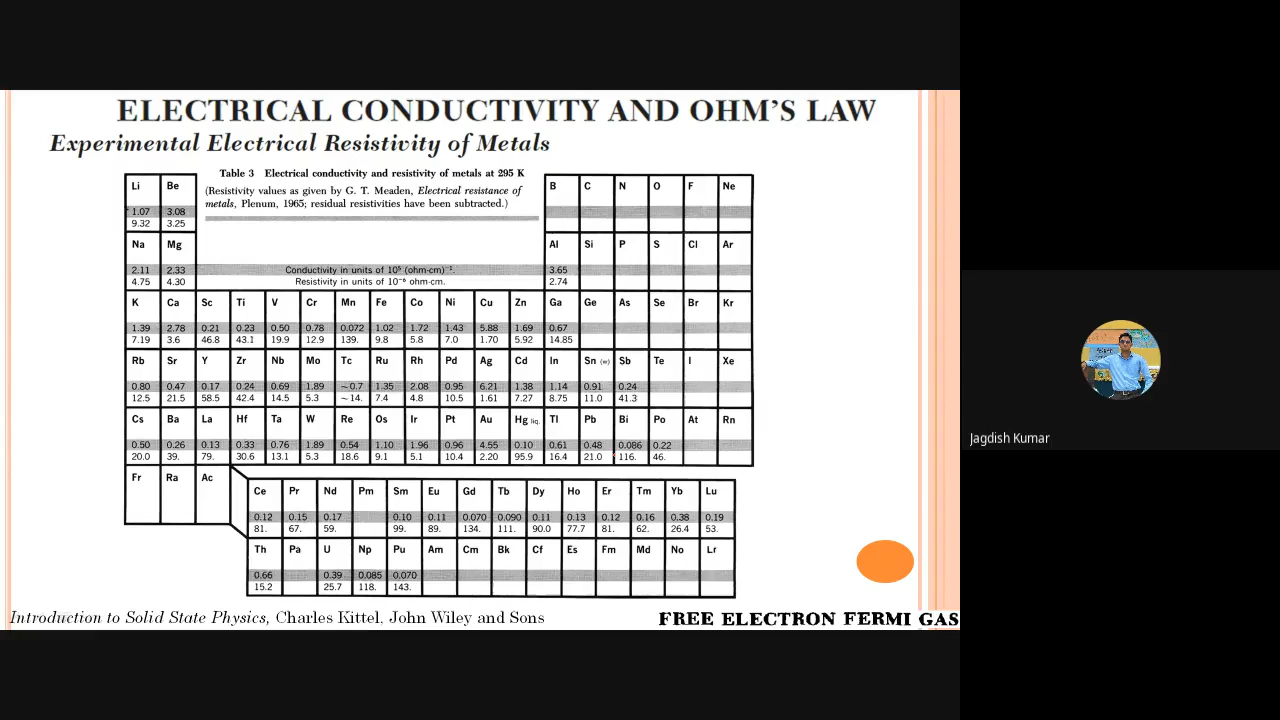 ELECTRICAL CONDUCTIVITY AND OHM'S LAW
Experimental Electrical Resistivity of Metals
Table 3 Electrical conductivity and resistivity of metals at 295 K
(Resistivity values as given by G. T. Meaden, Electrical resistance of
metals, Plenum, 1965; residual resistivities have been subtracted.)
Li Be B C N O F Ne
1.07 3.08
9.32 3.25
Na Mg Al Si P S Cl Ar
2.11 2.33 Conductivity in units of 10⁵ (ohm-cm)⁻¹. 3.65
4.75 4.30 Resistivity in units of 10⁻⁶ ohm-cm. 2.74
K Ca Sc Ti V Cr Mn Fe Co Ni Cu Zn Ga Ge As Se Br Kr
1.39 2.78 0.21 0.23 0.50 0.78 0.072 1.02 1.72 1.43 5.88 1.69 0.67
7.19 3.6 46.8 43.1 19.9 12.9 139. 9.8 5.8 7.0 1.70 5.92 14.85
Rb Sr Y Zr Nb Mo Tc Ru Rh Pd Ag Cd In Sn (w) Sb Te I Xe
0.80 0.47 0.17 0.24 0.69 1.89 ~0.7 1.35 2.08 0.95 6.21 1.38 1.14 0.91 0.24
12.5 21.5 58.5 42.4 14.5 5.3 ~14. 7.4 4.8 10.5 1.61 7.27 8.75 11.0 41.3
Cs Ba La Hf Ta W Re Os Ir Pt Au Hg liq. Tl Pb Bi Po At Rn
0.50 0.26 0.13 0.33 0.76 1.89 0.54 1.10 1.96 0.96 4.55 0.10 0.61 0.48 0.086 0.22
20.0 39. 79. 30.6 13.1 5.3 18.6 9.1 5.1 10.4 2.20 95.9 16.4 21.0 116. 46.
Fr Ra Ac
Ce Pr Nd Pm Sm Eu Gd Tb Dy Ho Er Tm Yb Lu
0.12 0.15 0.17 0.10 0.11 0.070 0.090 0.11 0.13 0.12 0.16 0.38 0.19
81. 67. 59. 99. 89. 134. 111. 90.0 77.7 81. 62. 26.4 53.
Th Pa U Np Pu Am Cm Bk Cf Es Fm Md No Lr
0.66 0.39 0.085 0.070
15.2 25.7 118. 143.
Introduction to Solid State Physics, Charles Kittel, John Wiley and Sons
FREE ELECTRON FERMI GAS
Jagdish Kumar